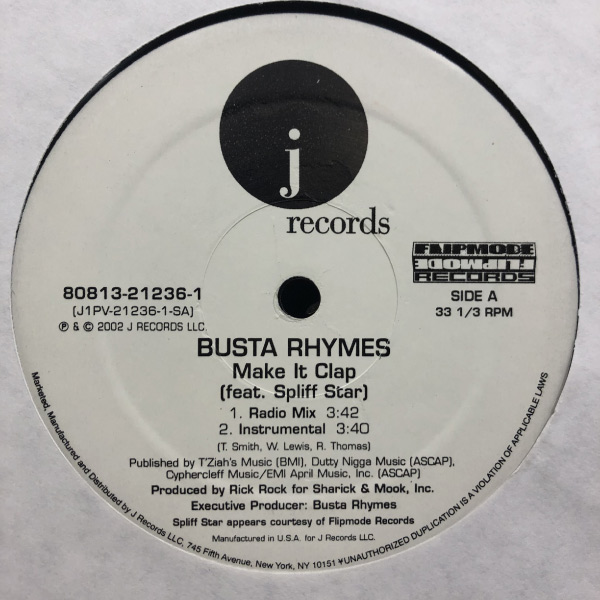 j
records
FLIPMODE
FLIPMODE
RECORDS
80813-21236-1
(J1PV-21236-1-SA)
℗ & © 2002 J RECORDS LLC.
SIDE A
33 1/3 RPM
BUSTA RHYMES
Make It Clap
(feat. Spliff Star)
1. Radio Mix 3:42
2. Instrumental 3:40
(T. Smith, W. Lewis, R. Thomas)
Published by T'Ziah's Music (BMI), Dutty Nigga Music (ASCAP),
Cyphercleff Music/EMI April Music, Inc. (ASCAP)
Produced by Rick Rock for Sharick & Mook, Inc.
Executive Producer: Busta Rhymes
Spliff Star appears courtesy of Flipmode Records
Manufactured in U.S.A. for J Records LLC.
Marketed, Manufactured and Distributed by J Records LLC, 745 Fifth Avenue, New York, NY 10151 ¥UNAUTHORIZED DUPLICATION IS A VIOLATION OF APPLICABLE LAWS